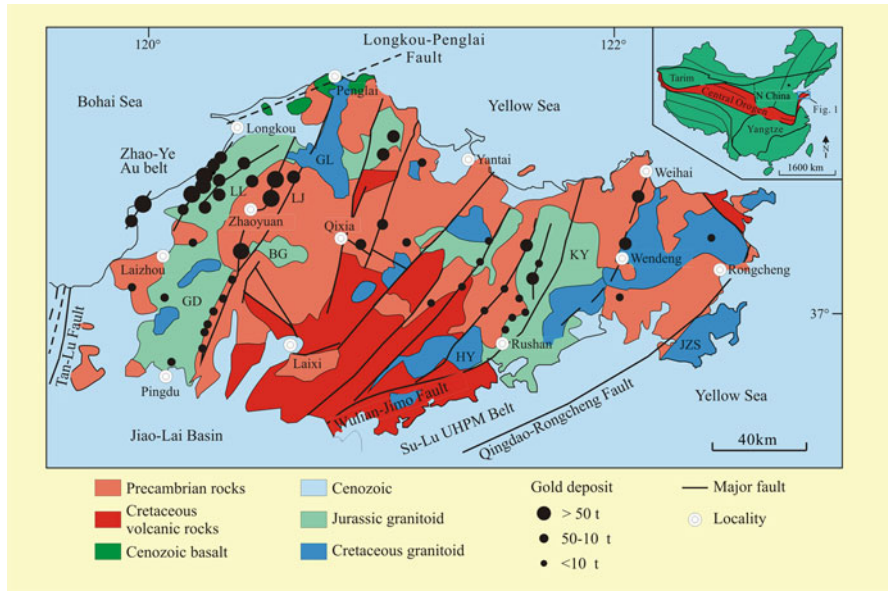 120°
122°
Longkou-Penglai
Fault
Bohai Sea
Penglai
Yellow Sea
Tarim
N China
Central Orogen
Fig. 1
Yangtze
N
1600 km
Longkou
Zhao-Ye
Au belt
GL
Yantai
Weihai
LL
LJ
Zhaoyuan
Qixia
Laizhou
BG
KY
Wendeng
Rongcheng
GD
37°
Tan-Lu Fault
Laixi
HY
Rushan
JZS
Pingdu
Wulian-Jimo Fault
Yellow Sea
Jiao-Lai Basin
Su-Lu UHPM Belt
Qingdao-Rongcheng Fault
40km
Precambrian rocks
Cretaceous
volcanic rocks
Cenozoic basalt
Cenozoic
Jurassic granitoid
Cretaceous granitoid
Gold deposit
> 50 t
50-10 t
<10 t
Major fault
Locality